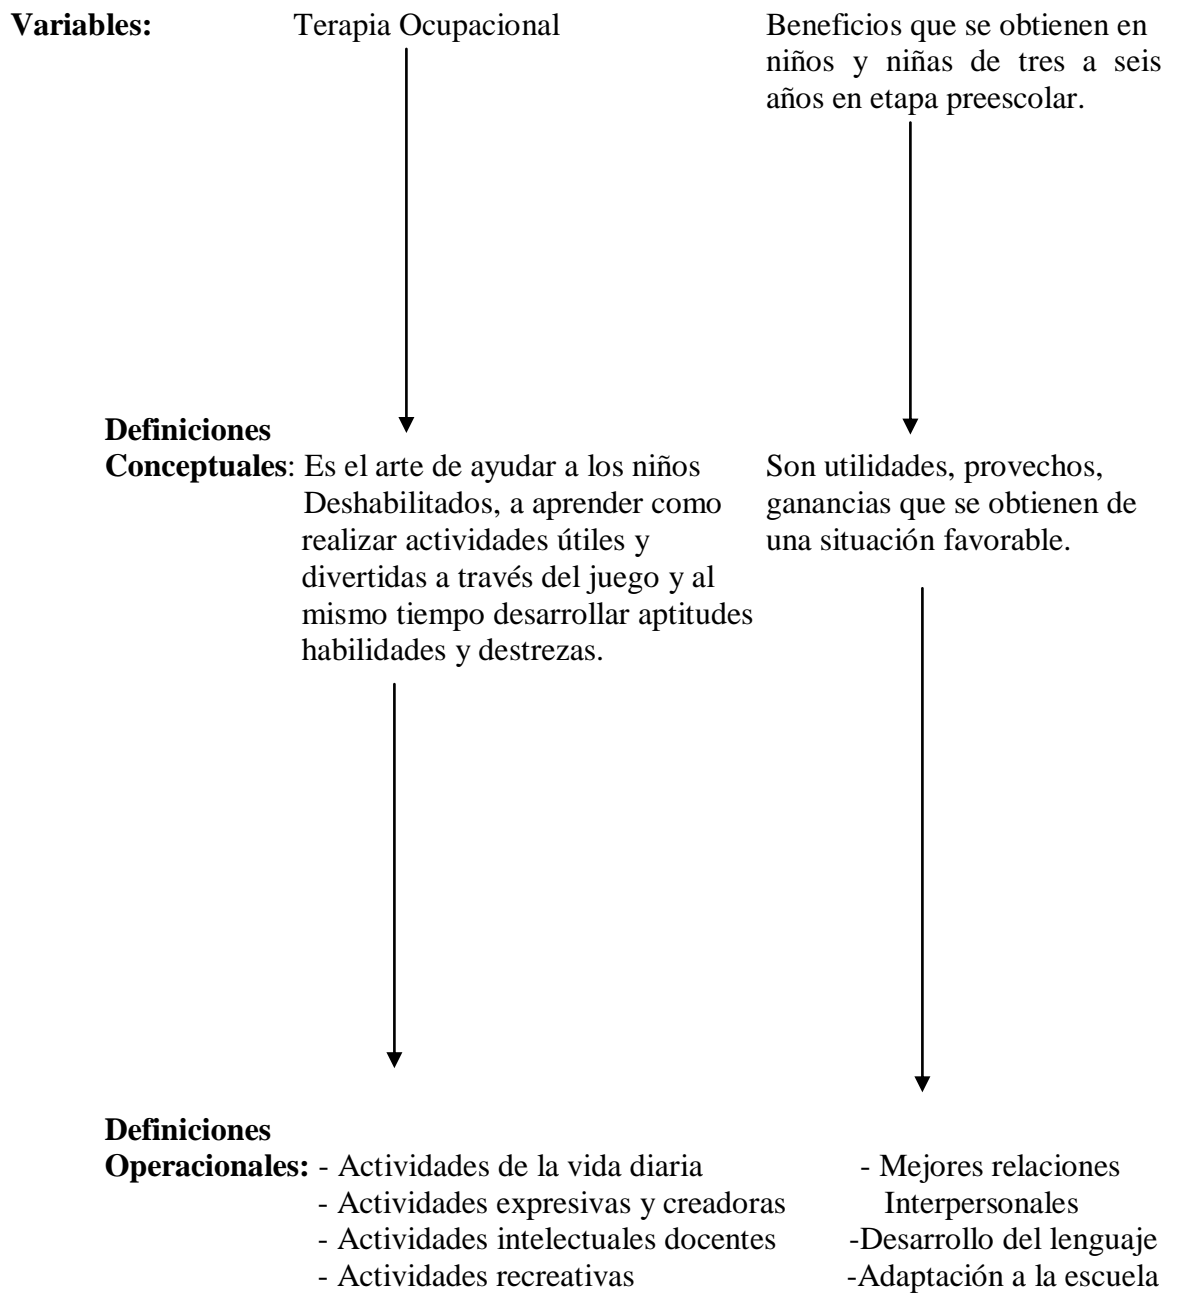 Variables: Terapia Ocupacional
Beneficios que se obtienen en
niños y niñas de tres a seis
años en etapa preescolar.
Definiciones
Conceptuales: Es el arte de ayudar a los niños
Deshabilitados, a aprender como
realizar actividades útiles y
divertidas a través del juego y al
mismo tiempo desarrollar aptitudes
habilidades y destrezas.
Son utilidades, provechos,
ganancias que se obtienen de
una situación favorable.
Definiciones
Operacionales: - Actividades de la vida diaria
- Actividades expresivas y creadoras
- Actividades intelectuales docentes
- Actividades recreativas
- Mejores relaciones
Interpersonales
-Desarrollo del lenguaje
-Adaptación a la escuela